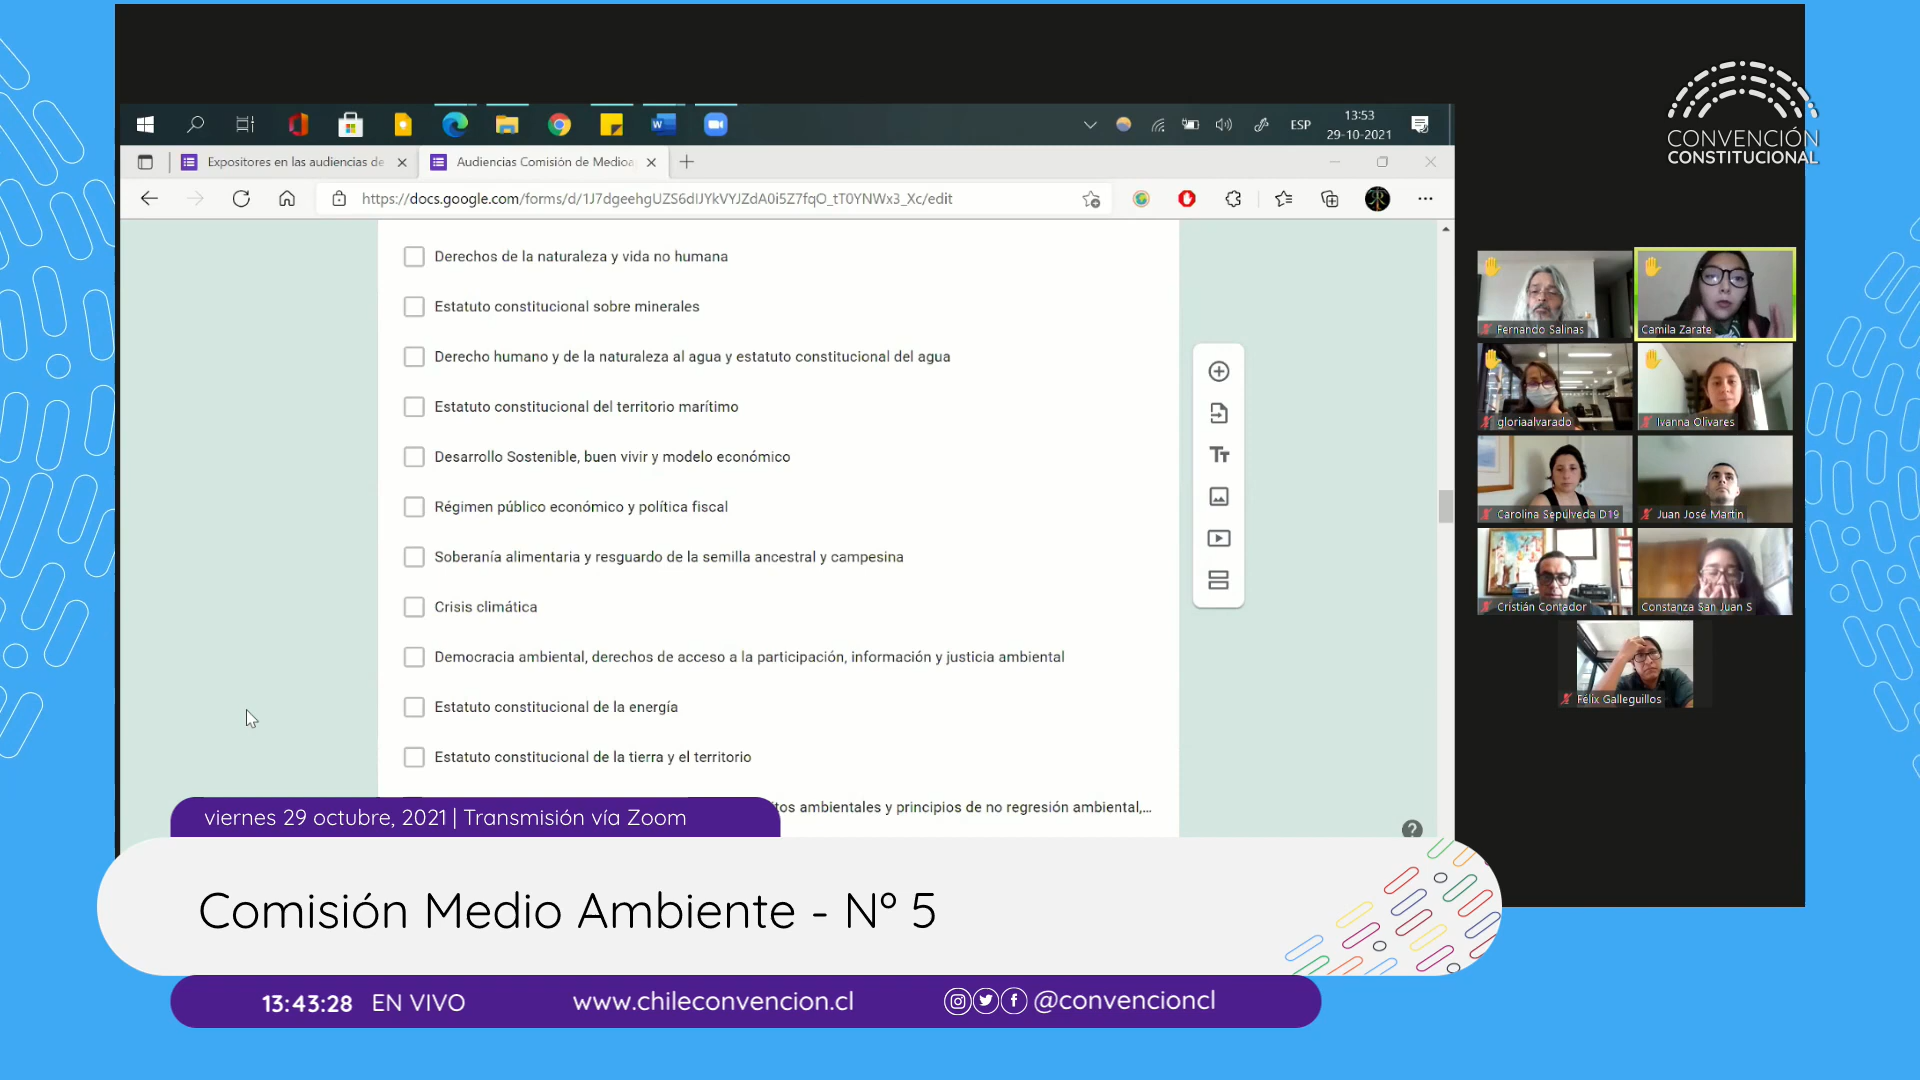 CONVENCIÓN
CONSTITUCIONAL
ESP
13:53
29-10-2021
Expositores en las audiencias de
Audiencias Comisión de Medioa
https://docs.google.com/forms/d/1J7dgeehgUZS6dIJYkVYJZdA0i5Z7fqO_tT0YNWx3_Xc/edit
Derechos de la naturaleza y vida no humana
Estatuto constitucional sobre minerales
Derecho humano y de la naturaleza al agua y estatuto constitucional del agua
Estatuto constitucional del territorio marítimo
Desarrollo Sostenible, buen vivir y modelo económico
Régimen público económico y política fiscal
Soberanía alimentaria y resguardo de la semilla ancestral y campesina
Crisis climática
Democracia ambiental, derechos de acceso a la participación, información y justicia ambiental
Estatuto constitucional de la energía
Estatuto constitucional de la tierra y el territorio
tos ambientales y principios de no regresión ambiental,...
Fernando Salinas
Camila Zarate
gloriaalvarado
Ivanna Olivares
Carolina Sepúlveda D19
Juan José Martin
Cristián Contador
Constanza San Juan S
Félix Galleguillos
viernes 29 octubre, 2021 | Transmisión vía Zoom
Comisión Medio Ambiente - Nº 5
13:43:28 EN VIVO
www.chileconvencion.cl
@convencioncl